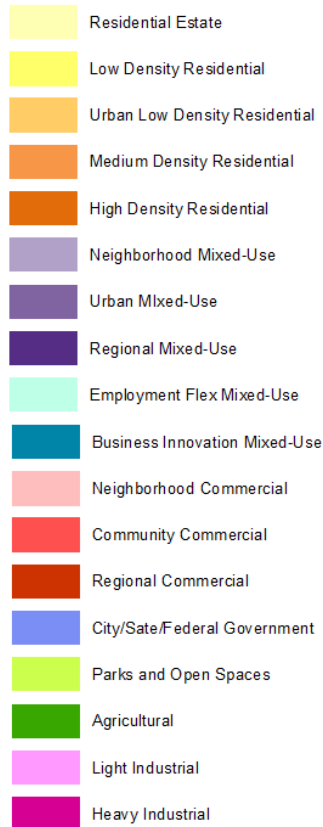 Residential Estate
Low Density Residential
Urban Low Density Residential
Medium Density Residential
High Density Residential
Neighborhood Mixed-Use
Urban MIxed-Use
Regional Mixed-Use
Employment Flex Mixed-Use
Business Innovation Mixed-Use
Neighborhood Commercial
Community Commercial
Regional Commercial
City/Sate/Federal Government
Parks and Open Spaces
Agricultural
Light Industrial
Heavy Industrial